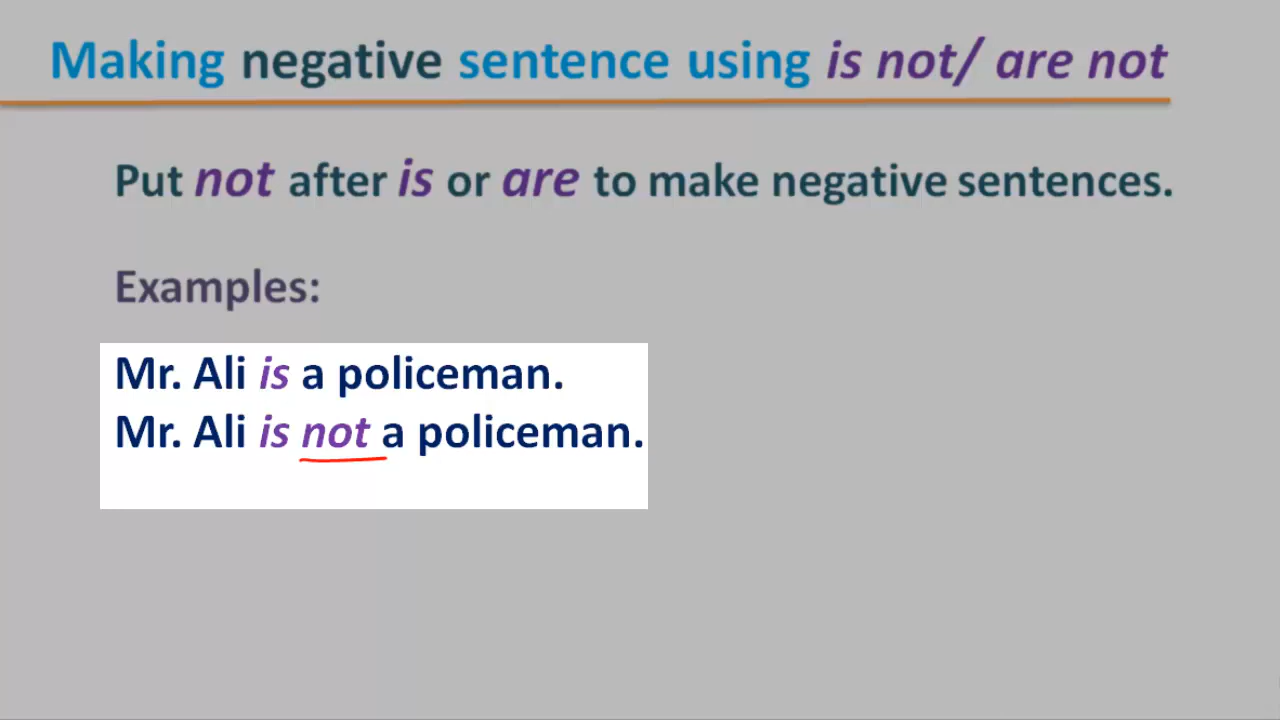 Making negative sentence using is not/ are not
Put not after is or are to make negative sentences.
Examples:
Mr. Ali is a policeman.
Mr. Ali is not a policeman.